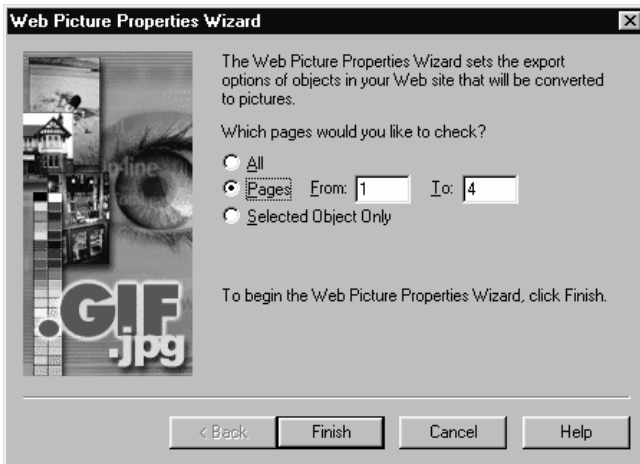 Web Picture Properties Wizard
The Web Picture Properties Wizard sets the export
options of objects in your Web site that will be converted
to pictures.
Which pages would you like to check?
All
Pages From: 1 To: 4
Selected Object Only
To begin the Web Picture Properties Wizard, click Finish.
.GIF
.jpg
< Back Finish Cancel Help